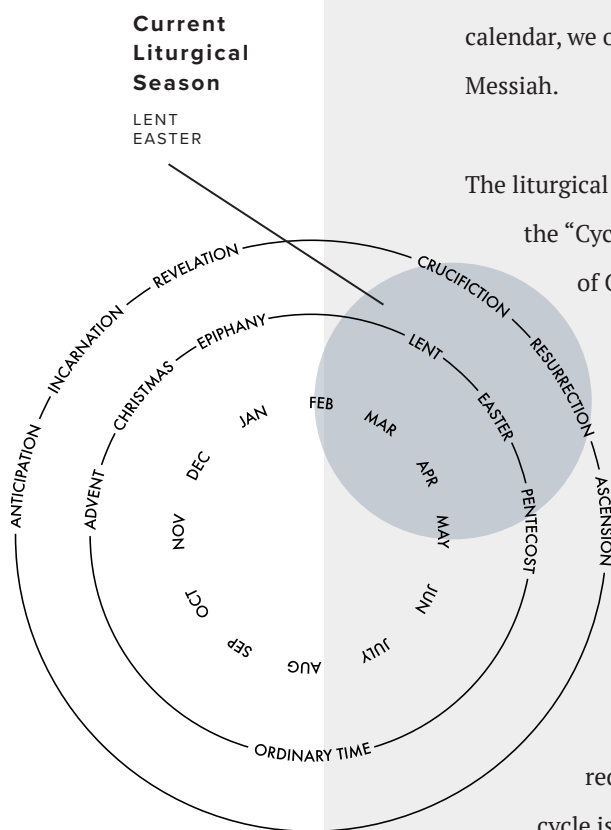 Current
Liturgical
Season
LENT
EASTER
calendar, we o
Messiah.
The liturgical
the “Cyc
of C
REVELATION
INCARNATION
ANTICIPATION
CRUCIFICTION
RESURRECTION
ASCENSION
EPIPHANY
CHRISTMAS
ADVENT
LENT
EASTER
PENTECOST
ORDINARY TIME
JAN
FEB
MAR
APR
MAY
JUN
JULY
AUG
SEP
OCT
NOV
DEC
cycle is